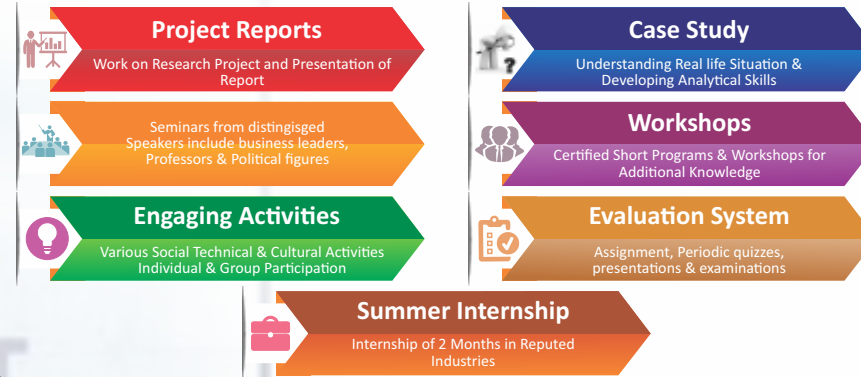 Project Reports
Work on Research Project and Presentation of
Report
Case Study
Understanding Real life Situation &
Developing Analytical Skills
Seminars from distingisged
Speakers include business leaders,
Professors & Political figures
Workshops
Certified Short Programs & Workshops for
Additional Knowledge
Engaging Activities
Various Social Technical & Cultural Activities
Individual & Group Participation
Evaluation System
Assignment, Periodic quizzes,
presentations & examinations
Summer Internship
Internship of 2 Months in Reputed
Industries